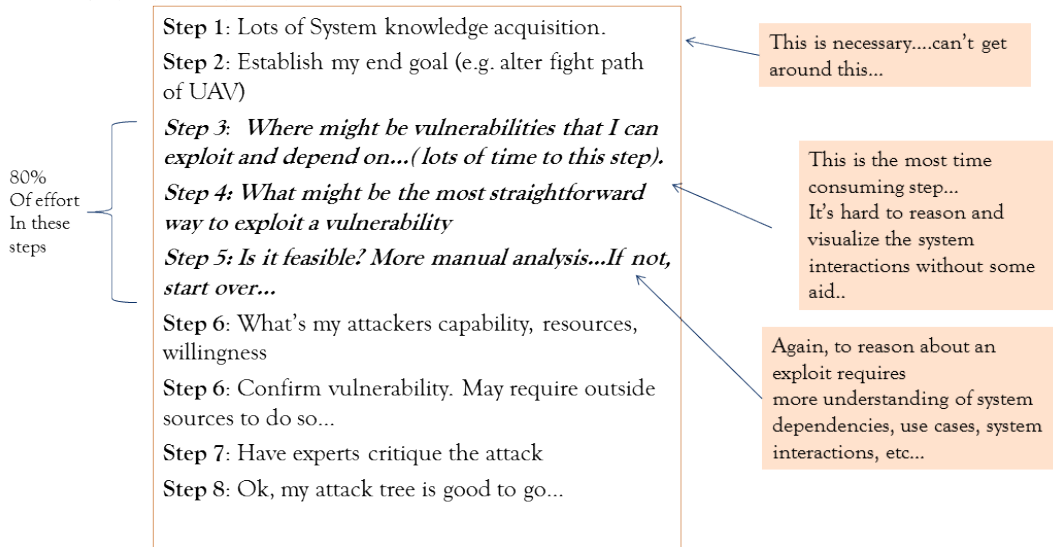 Step 1: Lots of System knowledge acquisition.
Step 2: Establish my end goal (e.g. alter fight path
of UAV)
Step 3:  Where might be vulnerabilities that I can
exploit and depend on...( lots of time to this step).
Step 4: What might be the most straightforward
way to exploit a vulnerability
Step 5: Is it feasible? More manual analysis...If not,
start over...
Step 6: What's my attackers capability, resources,
willingness
Step 6: Confirm vulnerability. May require outside
sources to do so...
Step 7: Have experts critique the attack
Step 8: Ok, my attack tree is good to go...
80%
Of effort
In these
steps
This is necessary....can't get
around this...
This is the most time
consuming step...
It's hard to reason and
visualize the system
interactions without some
aid..
Again, to reason about an
exploit requires
more understanding of system
dependencies, use cases, system
interactions, etc...